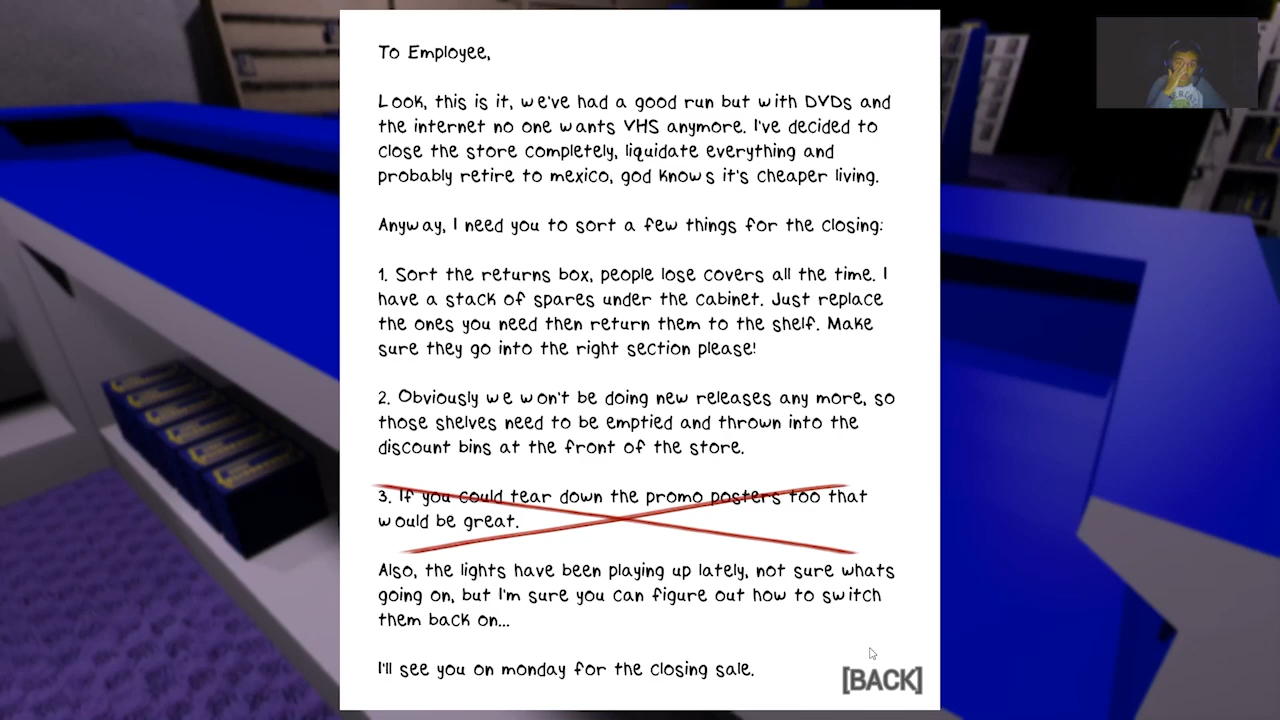 To Employee,
Look, this is it, we've had a good run but with DVDs and
the internet no one wants VHS anymore. I've decided to
close the store completely, liquidate everything and
probably retire to mexico, god knows it's cheaper living.
Anyway, I need you to sort a few things for the closing:
1. Sort the returns box, people lose covers all the time. I
have a stack of spares under the cabinet. Just replace
the ones you need then return them to the shelf. Make
sure they go into the right section please!
2. Obviously we won't be doing new releases any more, so
those shelves need to be emptied and thrown into the
discount bins at the front of the store.
3. If you could tear down the promo posters too that
would be great.
Also, the lights have been playing up lately, not sure whats
going on, but I'm sure you can figure out how to switch
them back on...
I'll see you on monday for the closing sale.
[BACK]